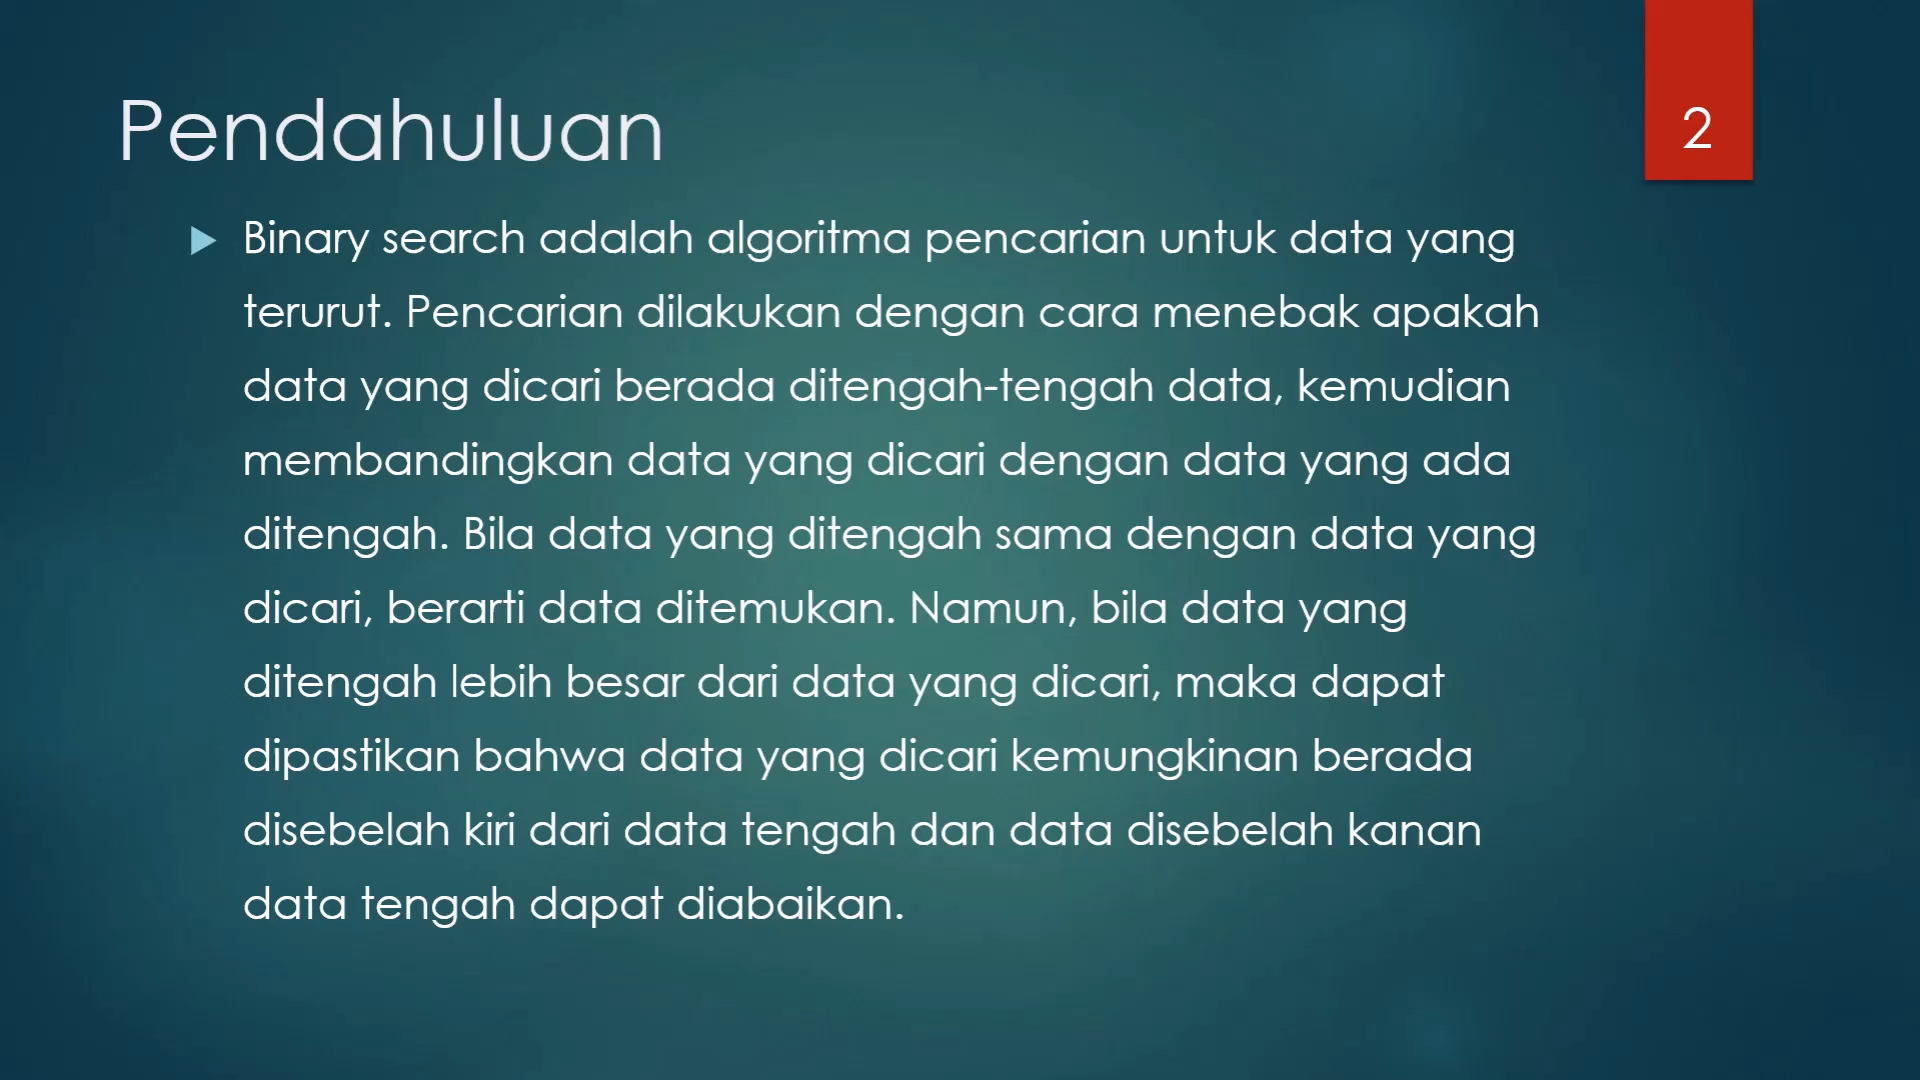 Pendahuluan
2
Binary search adalah algoritma pencarian untuk data yang
terurut. Pencarian dilakukan dengan cara menebak apakah
data yang dicari berada ditengah-tengah data, kemudian
membandingkan data yang dicari dengan data yang ada
ditengah. Bila data yang ditengah sama dengan data yang
dicari, berarti data ditemukan. Namun, bila data yang
ditengah lebih besar dari data yang dicari, maka dapat
dipastikan bahwa data yang dicari kemungkinan berada
disebelah kiri dari data tengah dan data disebelah kanan
data tengah dapat diabaikan.